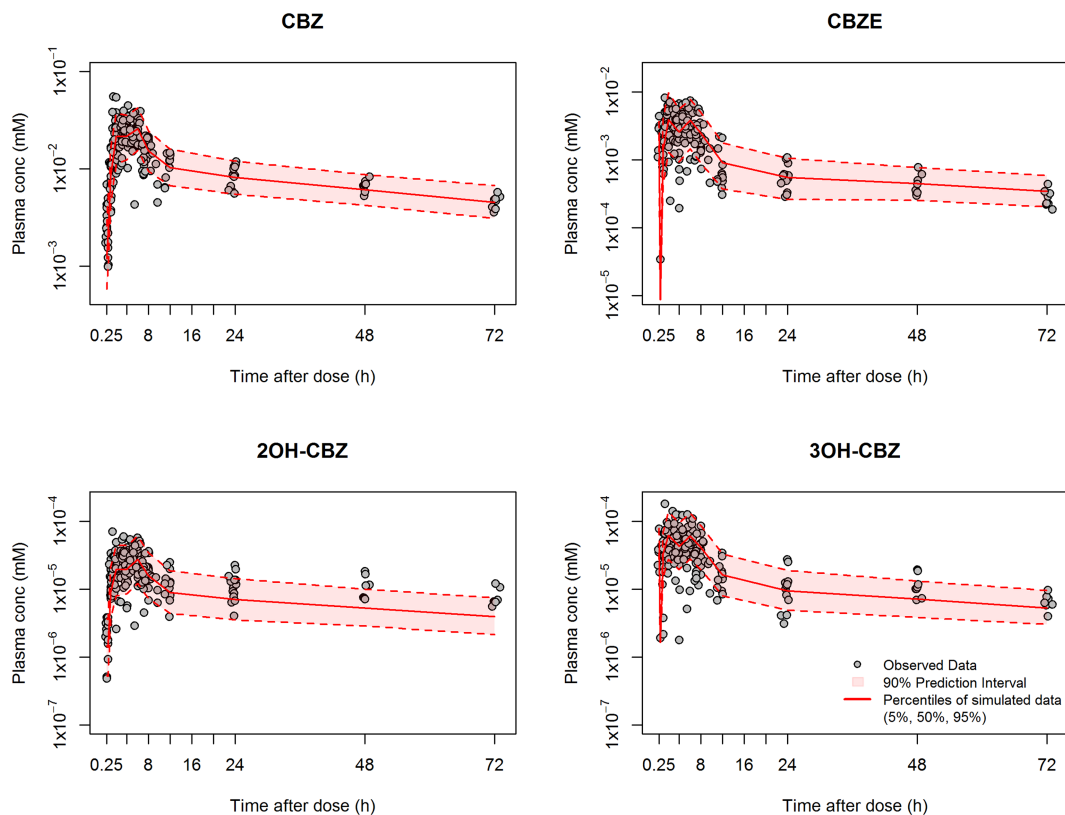 CBZ
Plasma conc (mM)
1x10⁻¹
1x10⁻²
1x10⁻³
0.25 8 16 24 48 72
Time after dose (h)
CBZE
Plasma conc (mM)
1x10⁻²
1x10⁻³
1x10⁻⁴
1x10⁻⁵
0.25 8 16 24 48 72
Time after dose (h)
2OH-CBZ
Plasma conc (mM)
1x10⁻⁴
1x10⁻⁵
1x10⁻⁶
1x10⁻⁷
0.25 8 16 24 48 72
Time after dose (h)
3OH-CBZ
Plasma conc (mM)
1x10⁻⁴
1x10⁻⁵
1x10⁻⁶
1x10⁻⁷
0.25 8 16 24 48 72
Time after dose (h)
Observed Data
90% Prediction Interval
Percentiles of simulated data
(5%, 50%, 95%)